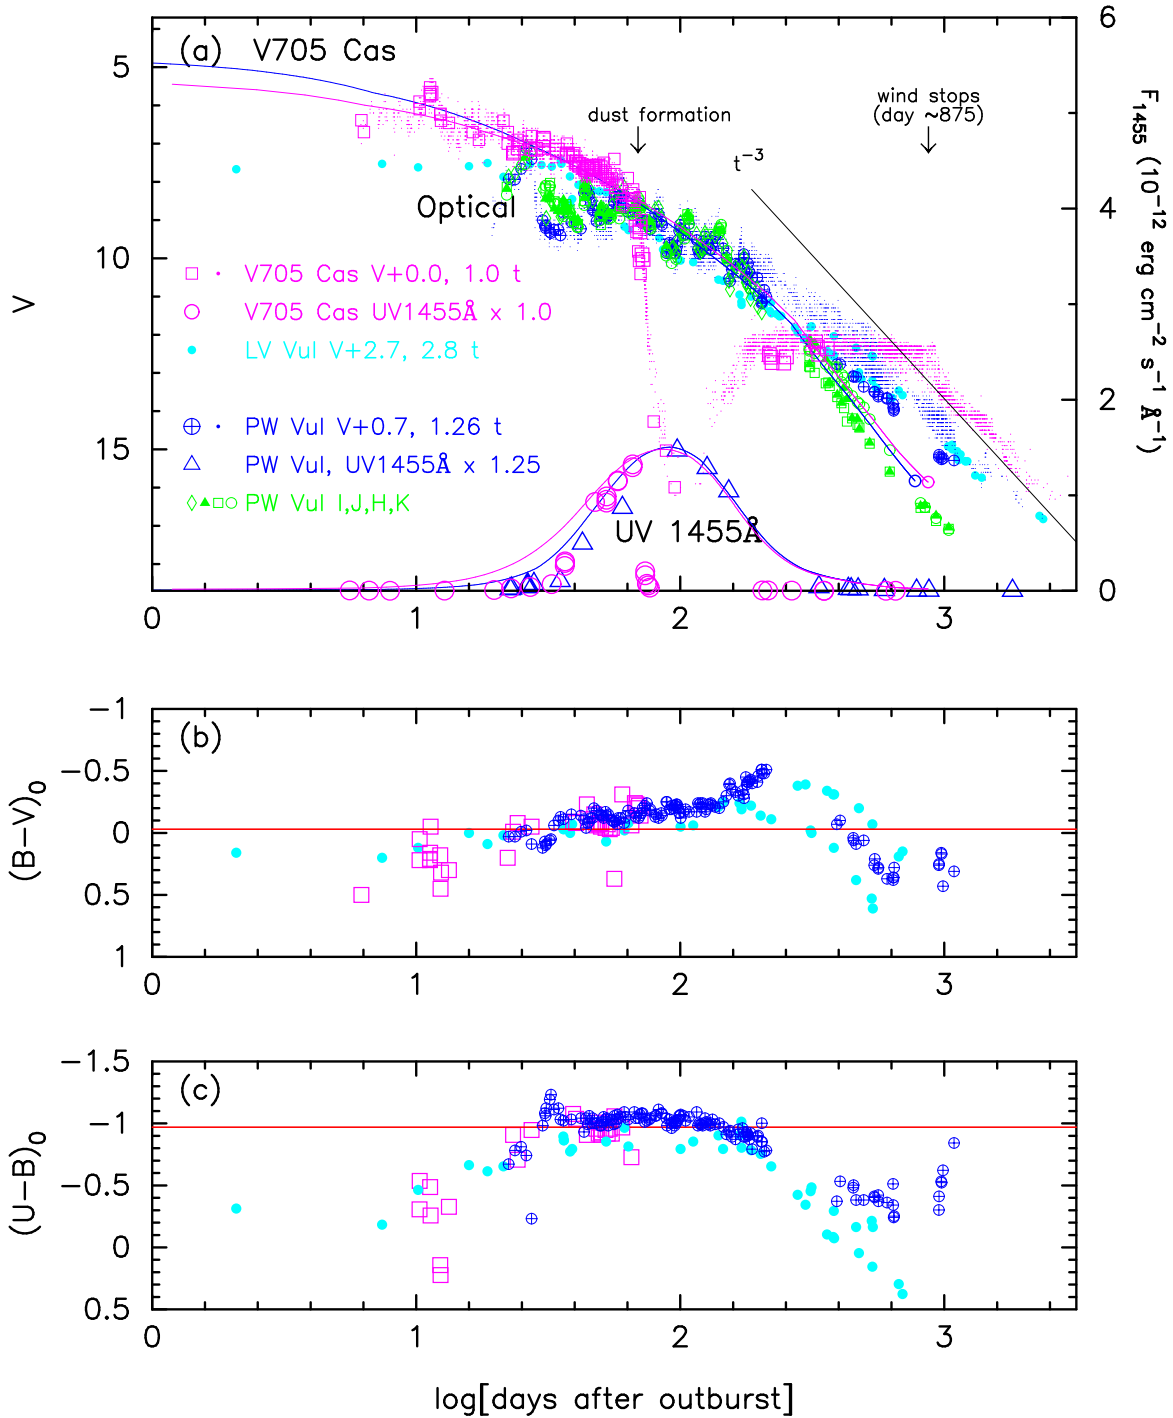 (a) V705 Cas
6
5
dust formation
wind stops
(day ~875)
t⁻³
F₁₄₅₅ (10⁻¹² erg cm⁻² s⁻¹ Å⁻¹)
4
Optical
10
V
V705 Cas V+0.0, 1.0 t
V705 Cas UV1455Å x 1.0
LV Vul V+2.7, 2.8 t
2
PW Vul V+0.7, 1.26 t
15
PW Vul, UV1455Å x 1.25
PW Vul I,J,H,K
UV 1455Å
0
0 1 2 3
(b)
−1
−0.5
0
0.5
1
(B−V)₀
0 1 2 3
(c)
−1.5
−1
−0.5
0
0.5
(U−B)₀
0 1 2 3
log[days after outburst]